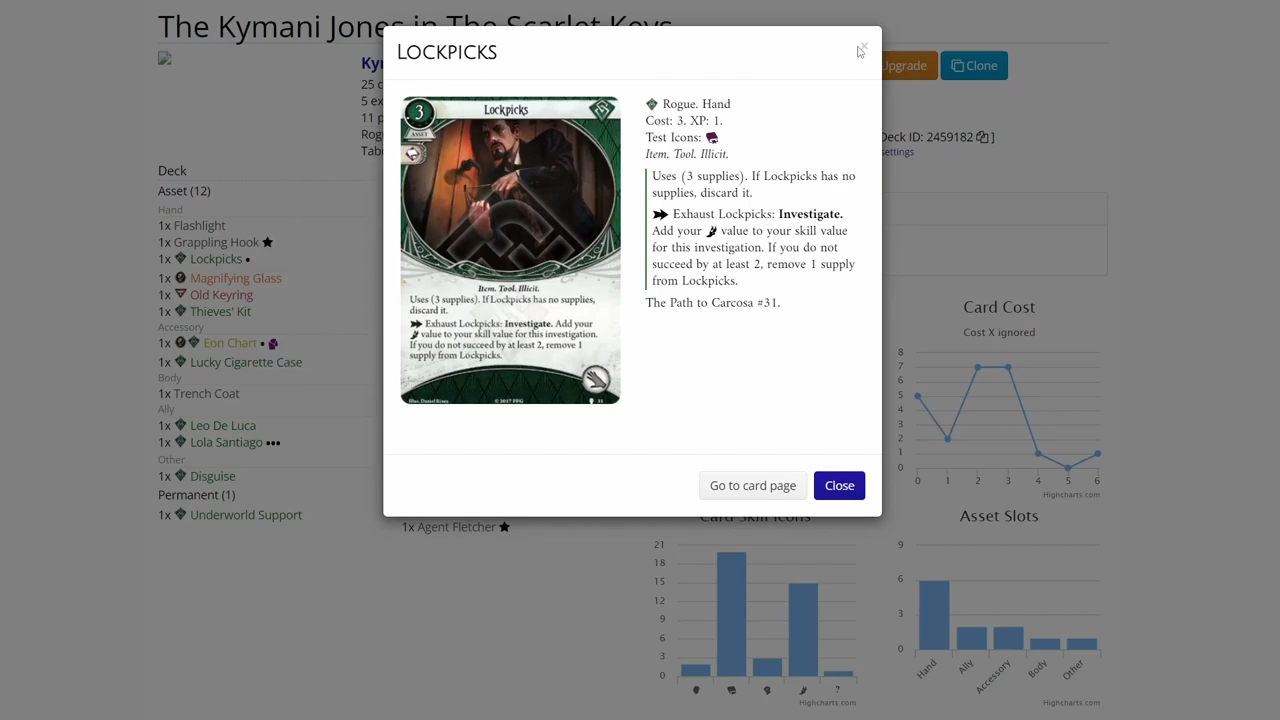 The Kymani Jones in The Scarlet Keys
LOCKPICKS
×
Upgrade
Clone
Ky
25 c
5 ex
11 p
Rog
Tab
Deck ID: 2459182
]
settings
Deck
Asset (12)
Hand
1x Flashlight
1x Grappling Hook
1x Lockpicks
1x Magnifying Glass
1x Old Keyring
1x Thieves' Kit
Accessory
1x Eon Chart
1x Lucky Cigarette Case
Body
1x Trench Coat
Ally
1x Leo De Luca
1x Lola Santiago
Other
1x Disguise
Permanent (1)
1x Underworld Support
1x Agent Fletcher
3
Lockpicks
ASSET
Item. Tool. Illicit.
Uses (3 supplies). If Lockpicks has no supplies,
discard it.
Exhaust Lockpicks: Investigate. Add your
value to your skill value for this investigation.
If you do not succeed by at least 2, remove 1
supply from Lockpicks.
© 2017 FFG
31
Rogue. Hand
Cost: 3. XP: 1.
Test Icons:
Item. Tool. Illicit.
Uses (3 supplies). If Lockpicks has no
supplies, discard it.
Exhaust Lockpicks: Investigate.
Add your value to your skill value
for this investigation. If you do not
succeed by at least 2, remove 1 supply
from Lockpicks.
The Path to Carcosa #31.
Go to card page
Close
Card Cost
Cost X ignored
8
7
6
5
4
3
2
1
0
0 1 2 3 4 5 6
Highcharts.com
Card Skill Icons
21
18
15
12
9
6
3
0
?
Highcharts.com
Asset Slots
9
6
3
0
Hand
Ally
Accessory
Body
Other
Highcharts.com